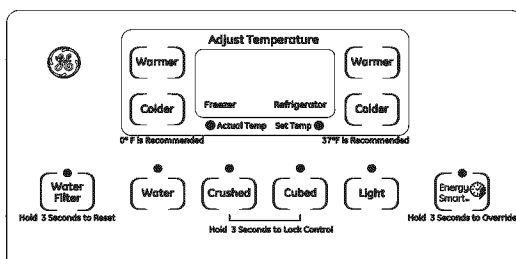 Adjust Temperature
Warmer
Warmer
Colder
Freezer
Refrigerator
Colder
Actual Temp
Set Temp
0° F is Recommended
37°F is Recommended
Water
Filter
Water
Crushed
Cubed
Light
Energy
Smart™
Hold 3 Seconds to Reset
Hold 3 Seconds to Lock Control
Hold 3 Seconds to Override